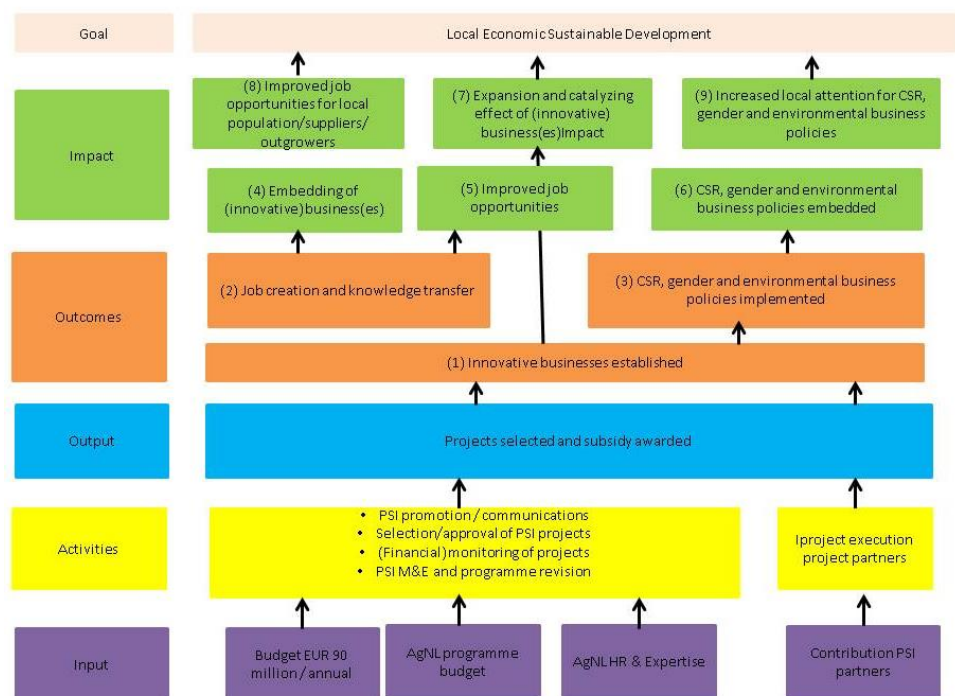 Goal
Local Economic Sustainable Development
Impact
(8) Improved job
opportunities for local
population/suppliers/
outgrowers
(7) Expansion and catalyzing
effect of (innovative)
business(es)Impact
(9) Increased local attention for CSR,
gender and environmental business
policies
(4) Embedding of
(innovative) business(es)
(5) Improved job
opportunities
(6) CSR, gender and environmental
business policies embedded
Outcomes
(2) Job creation and knowledge transfer
(3) CSR, gender and environmental business
policies implemented
(1) Innovative businesses established
Output
Projects selected and subsidy awarded
Activities
• PSI promotion / communications
• Selection/approval of PSI projects
• (Financial) monitoring of projects
• PSI M&E and programme revision
Iproject execution
project partners
Input
Budget EUR 90
million / annual
AgNL programme
budget
AgNL HR & Expertise
Contribution PSI
partners